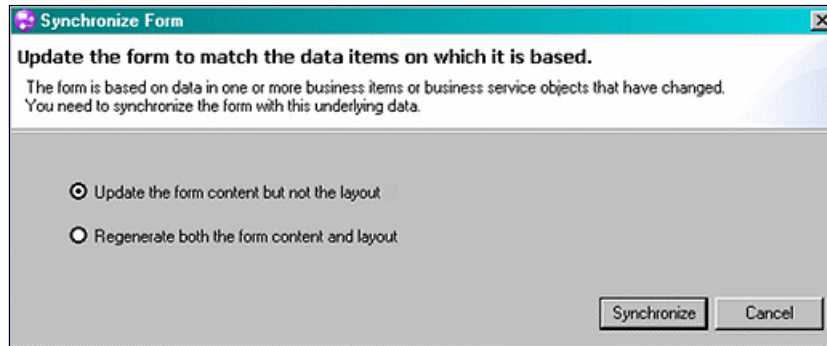 Synchronize Form
Update the form to match the data items on which it is based.
The form is based on data in one or more business items or business service objects that have changed.
You need to synchronize the form with this underlying data.
Update the form content but not the layout
Regenerate both the form content and layout
Synchronize Cancel